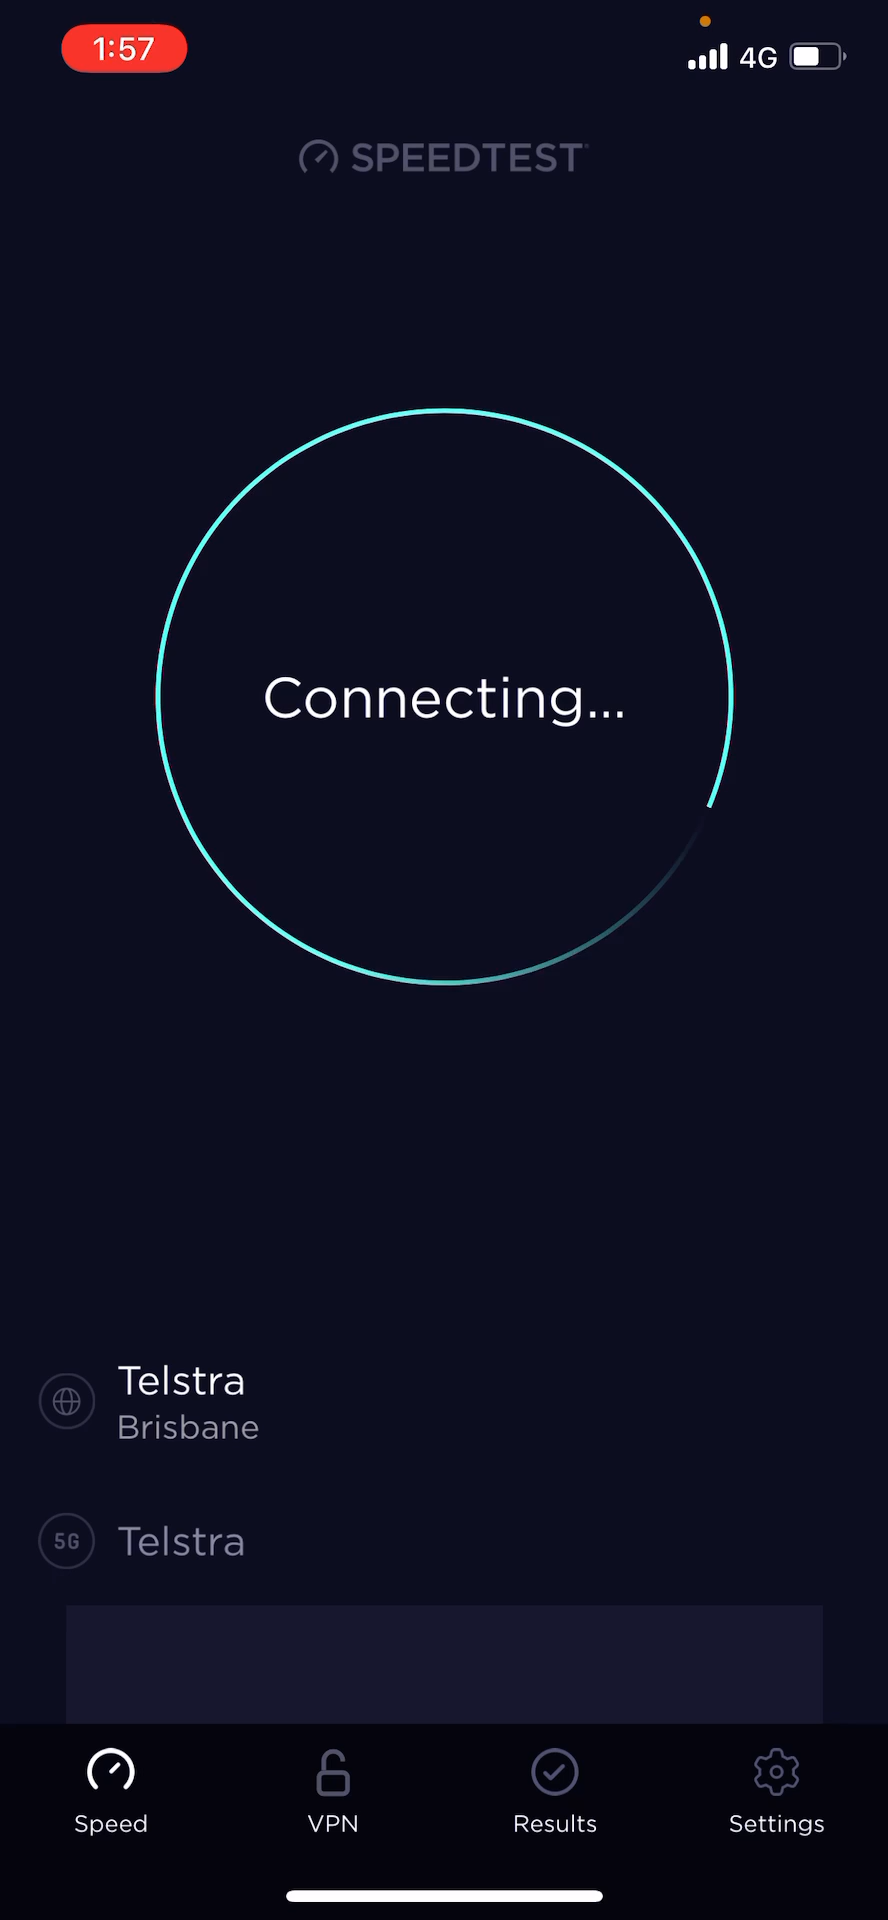 1:57
4G
SPEEDTEST
Connecting...
Telstra
Brisbane
5G Telstra
Speed
VPN
Results
Settings